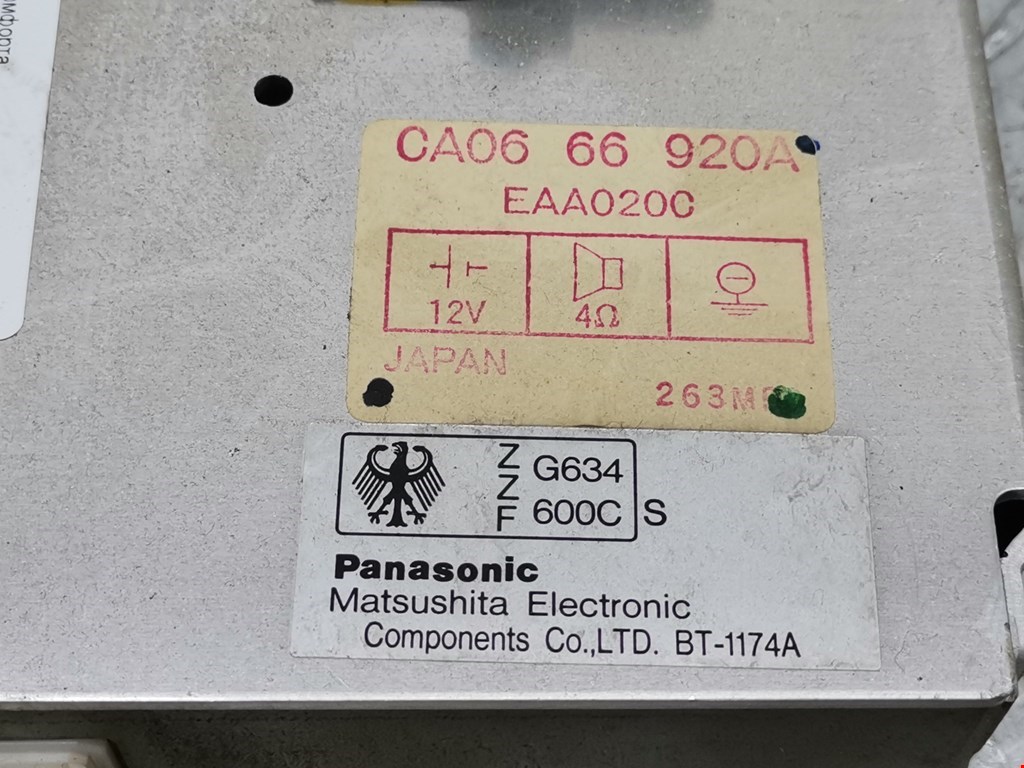 CA06 66 920A
EAA020C
12V 4Ω
JAPAN
263M
Z G634
Z
F 600C S
Panasonic
Matsushita Electronic
Components Co.,LTD. BT-1174A